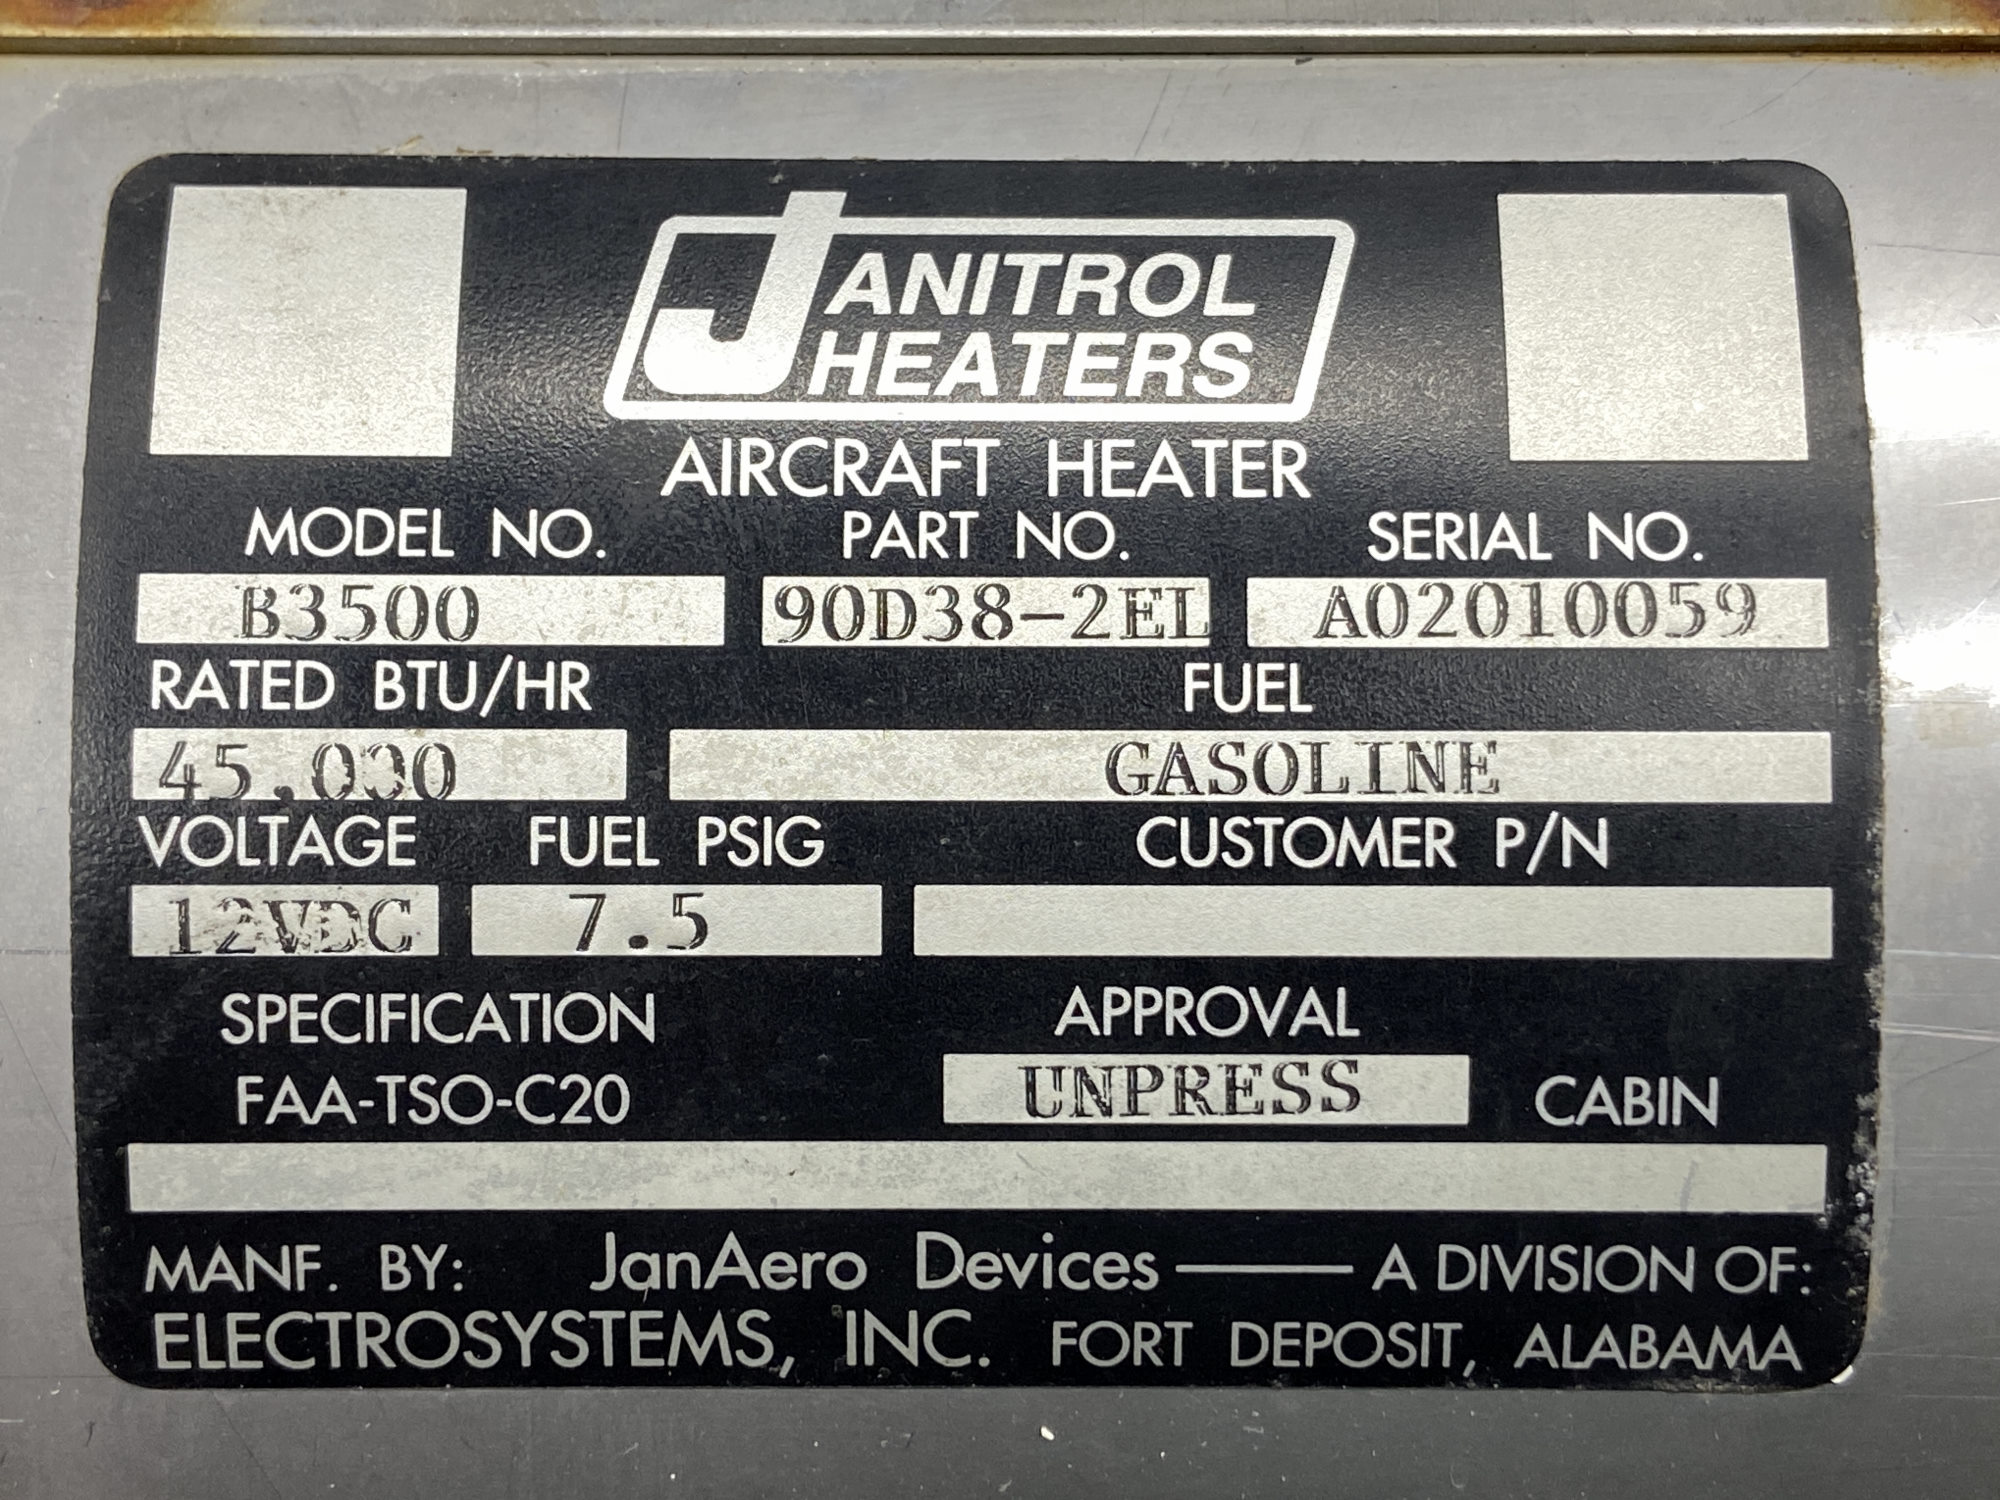 JANITROL
HEATERS
AIRCRAFT HEATER
MODEL NO. PART NO. SERIAL NO.
B3500 90D38-2EL A02010059
RATED BTU/HR FUEL
45.000 GASOLINE
VOLTAGE FUEL PSIG CUSTOMER P/N
12VDC 7.5
SPECIFICATION APPROVAL
FAA-TSO-C20 UNPRESS CABIN
MANF. BY: JanAero Devices — A DIVISION OF:
ELECTROSYSTEMS, INC. FORT DEPOSIT, ALABAMA